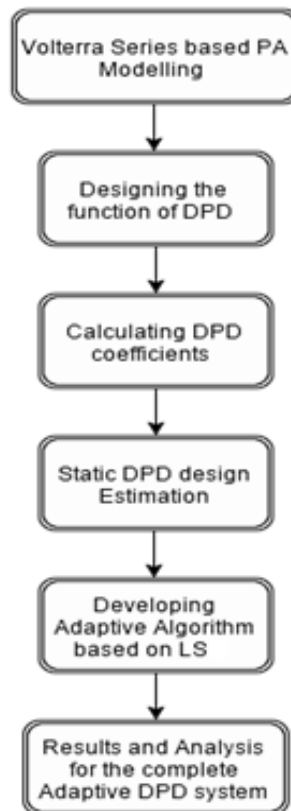 Volterra Series based PA
Modelling
Designing the
function of DPD
Calculating DPD
coefficients
Static DPD design
Estimation
Developing
Adaptive Algorithm
based on LS
Results and Analysis
for the complete
Adaptive DPD system